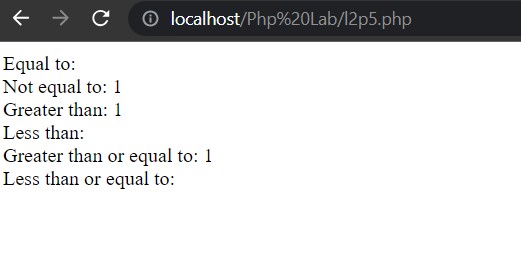 localhost/Php%20Lab/l2p5.php
Equal to:
Not equal to: 1
Greater than: 1
Less than:
Greater than or equal to: 1
Less than or equal to: